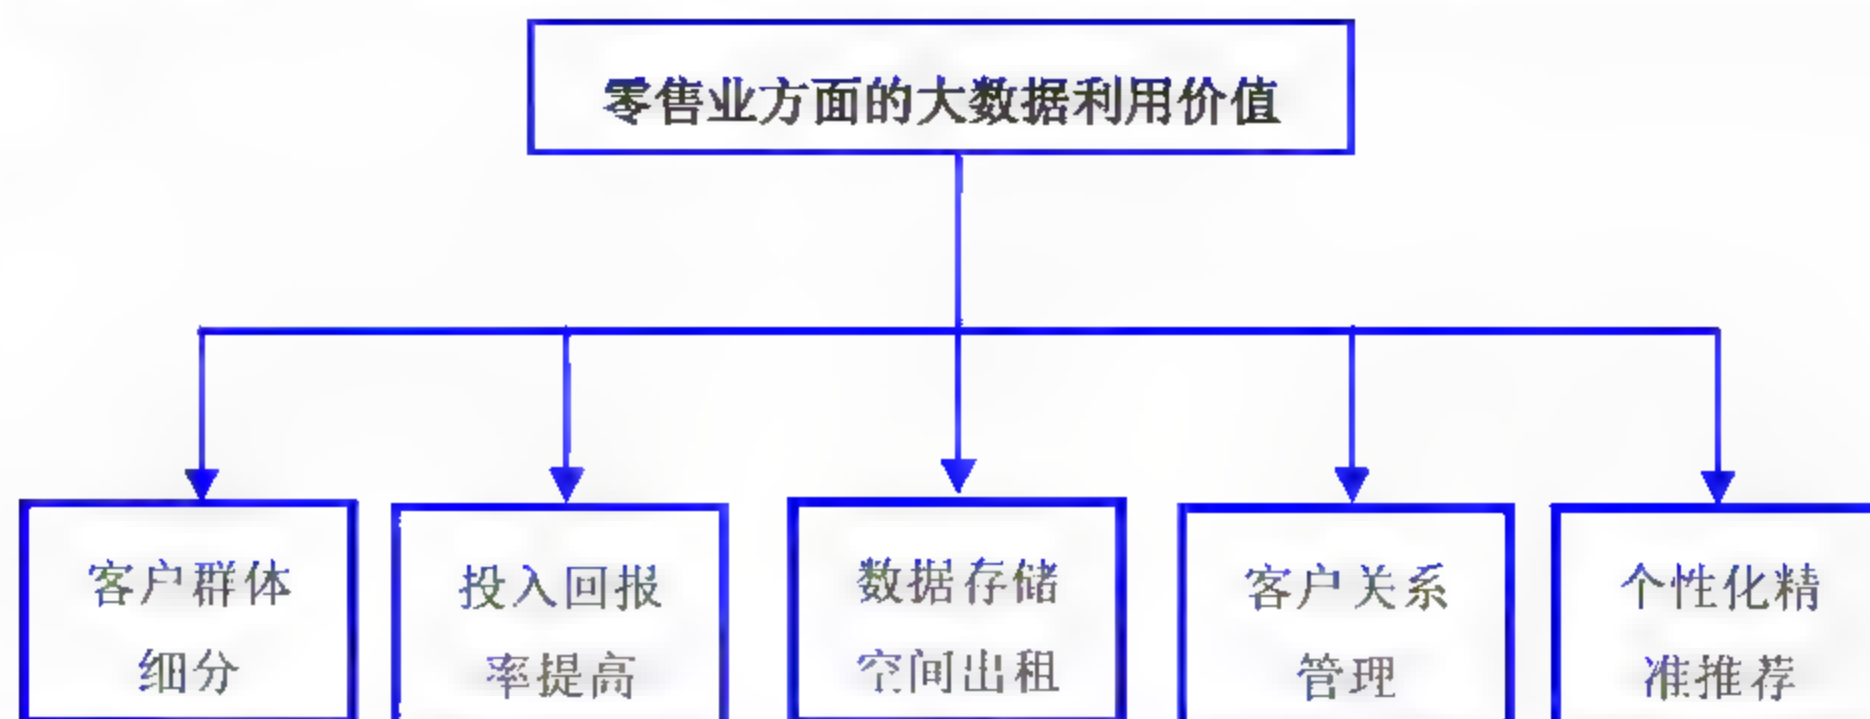 零售业方面的大数据利用价值
客户群体
细分
投入回报
率提高
数据存储
空间出租
客户关系
管理
个性化精
准推荐